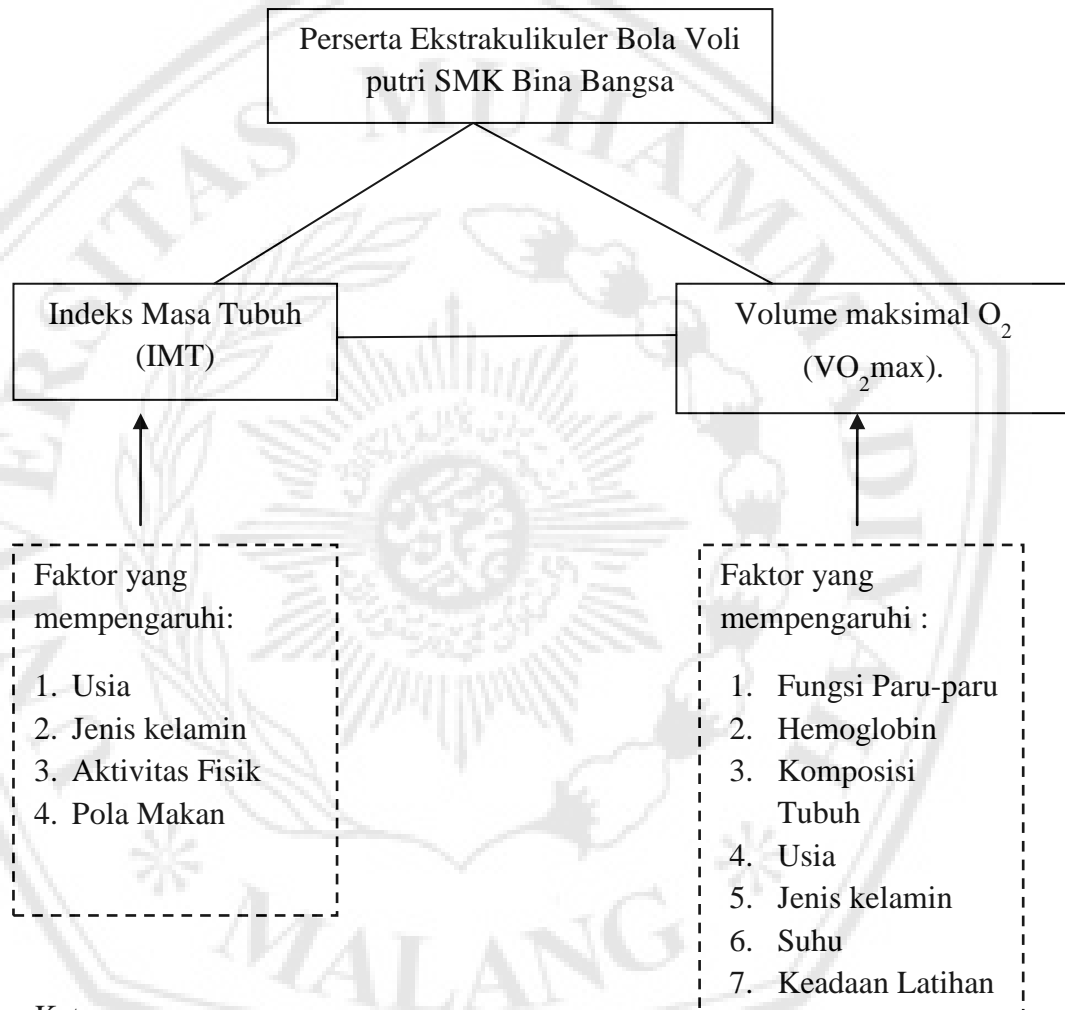 Perserta Ekstrakulikuler Bola Voli
putri SMK Bina Bangsa
Indeks Masa Tubuh
(IMT)
Volume maksimal O₂
(VO₂max).
Faktor yang
mempengaruhi:
1. Usia
2. Jenis kelamin
3. Aktivitas Fisik
4. Pola Makan
Faktor yang
mempengaruhi :
1. Fungsi Paru-paru
2. Hemoglobin
3. Komposisi
Tubuh
4. Usia
5. Jenis kelamin
6. Suhu
7. Keadaan Latihan
MUHAMMADIYAH
MALANG